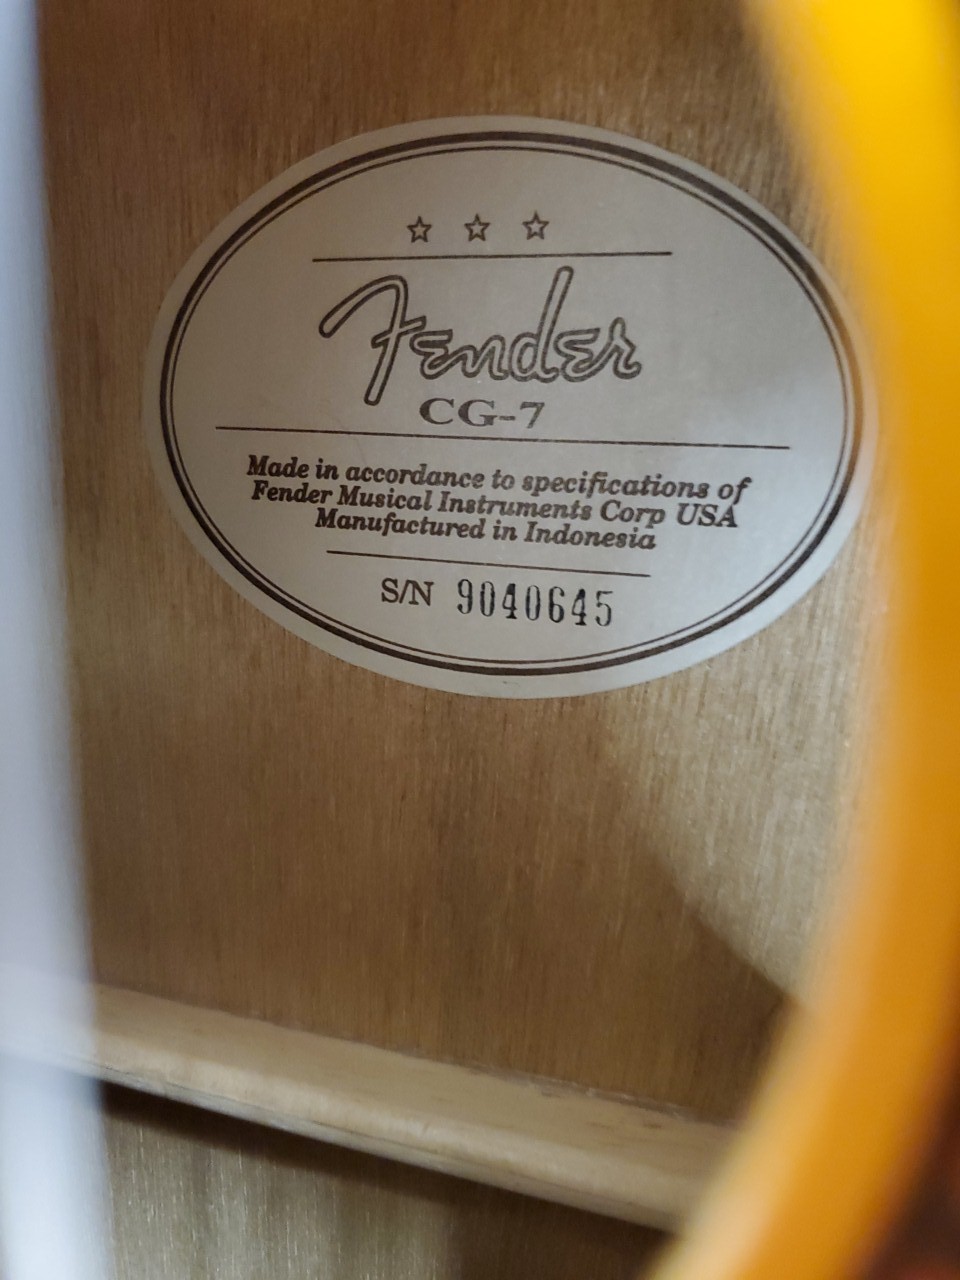 Fender
CG-7
Made in accordance to specifications of
Fender Musical Instruments Corp USA
Manufactured in Indonesia
S/N 9040645